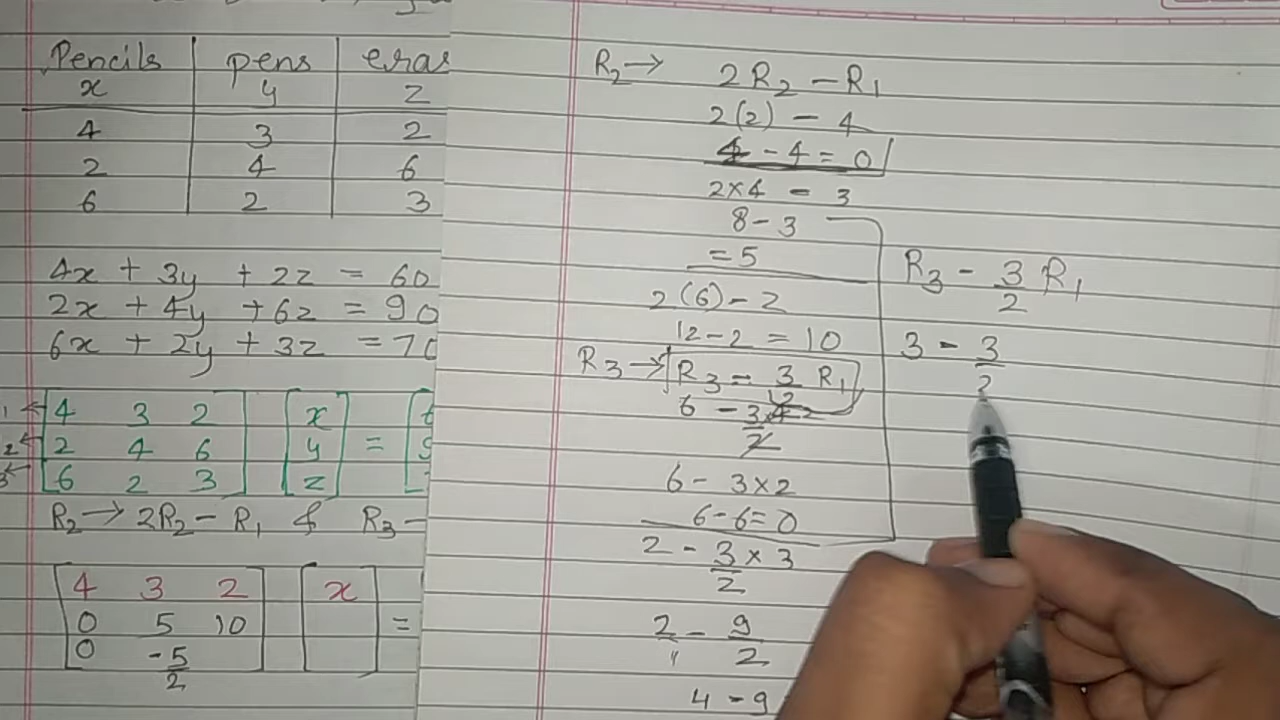 Pencils pens eras
x y z
4 3 2
2 4 6
6 2 3
4x + 3y + 2z = 60
2x + 4y + 6z = 90
6x + 2y + 3z = 70
4 3 2 x
2 4 6 y =
6 2 3 z
R2 → 2R2 - R1 & R3 -
4 3 2 x
0 5 10 =
0 -5/2
R2 → 2R2 - R1
2(2) - 4
4 - 4 = 0
2×4 - 3
8 - 3
= 5
2(6) - 2
12 - 2 = 10
R3 → R3 - 3/2 R1
6 - 3×4/2
6 - 3×2
6 - 6 = 0
2 - 3/2 × 3
2/1 - 9/2
4 - 9
R3 - 3/2 R1
3 - 3/2